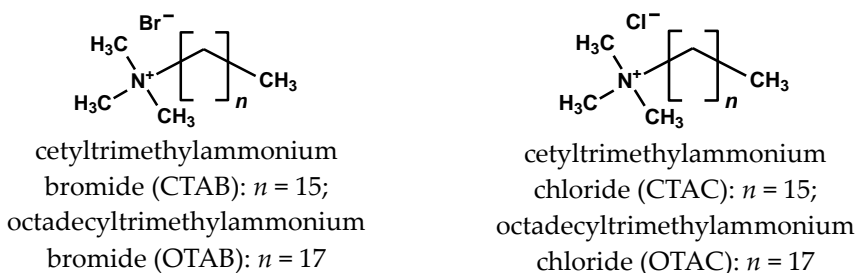 Br⁻
H₃C
H₃C
N⁺
H₃C
CH₃
n
CH₃
cetyltrimethylammonium
bromide (CTAB): n = 15;
octadecyltrimethylammonium
bromide (OTAB): n = 17
Cl⁻
H₃C
H₃C
N⁺
CH₃
n
CH₃
cetyltrimethylammonium
chloride (CTAC): n = 15;
octadecyltrimethylammonium
chloride (OTAC): n = 17